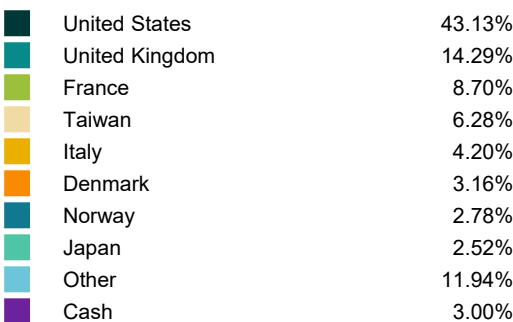 United States 43.13%
United Kingdom 14.29%
France 8.70%
Taiwan 6.28%
Italy 4.20%
Denmark 3.16%
Norway 2.78%
Japan 2.52%
Other 11.94%
Cash 3.00%